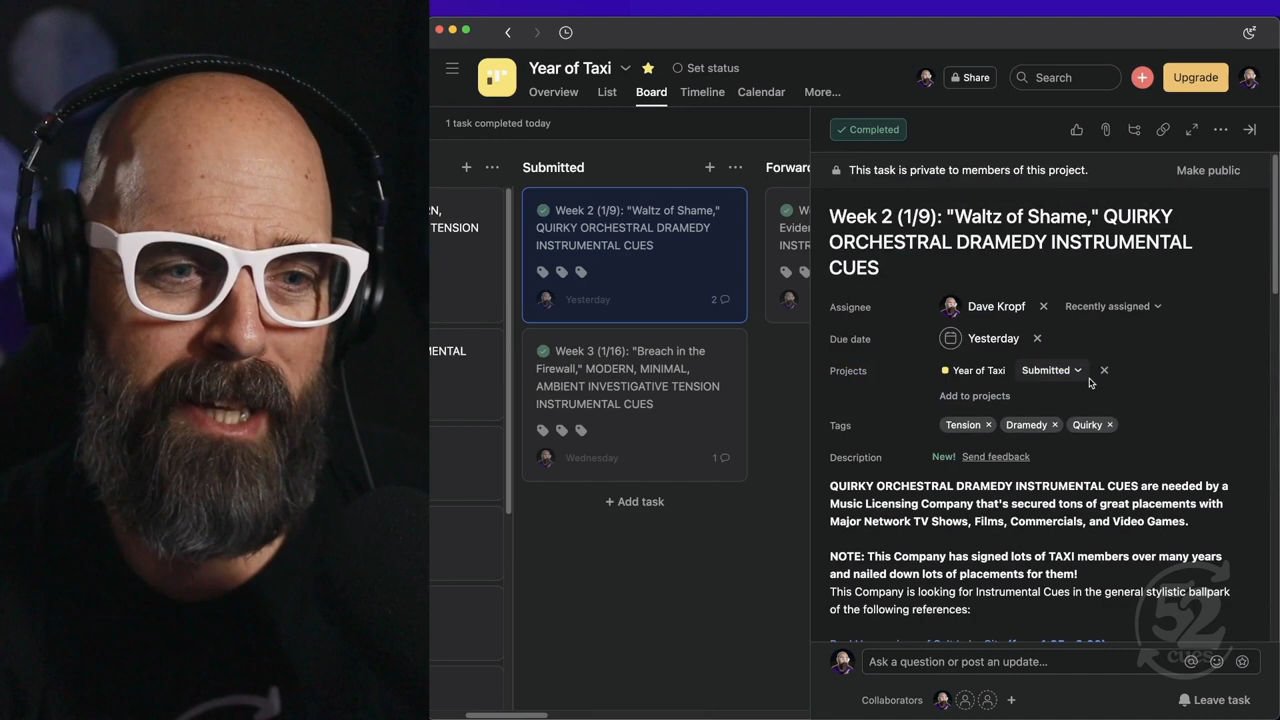 Year of Taxi
Set status
Share
Search
Upgrade
Overview
List
Board
Timeline
Calendar
More...
1 task completed today
Completed
Submitted
Forward
This task is private to members of this project.
Make public
TENSION
MENTAL
Week 2 (1/9): "Waltz of Shame,"
QUIRKY ORCHESTRAL DRAMEDY
INSTRUMENTAL CUES
Yesterday
2
Week 3 (1/16): "Breach in the
Firewall," MODERN, MINIMAL,
AMBIENT INVESTIGATIVE TENSION
INSTRUMENTAL CUES
Wednesday
1
+ Add task
Week 2 (1/9): "Waltz of Shame," QUIRKY
ORCHESTRAL DRAMEDY INSTRUMENTAL
CUES
Assignee
Dave Kropf
Recently assigned
Due date
Yesterday
Projects
Year of Taxi
Submitted
Add to projects
Tags
Tension
Dramedy
Quirky
Description
New! Send feedback
QUIRKY ORCHESTRAL DRAMEDY INSTRUMENTAL CUES are needed by a
Music Licensing Company that's secured tons of great placements with
Major Network TV Shows, Films, Commercials, and Video Games.
NOTE: This Company has signed lots of TAXI members over many years
and nailed down lots of placements for them!
This Company is looking for Instrumental Cues in the general stylistic ballpark
of the following references:
52
cues
Ask a question or post an update...
Collaborators
Leave task